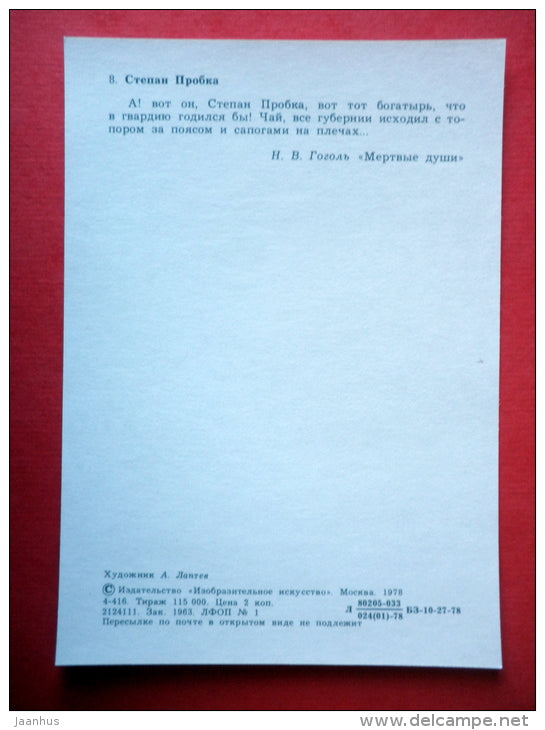 8. Степан Пробка
А! вот он, Степан Пробка, вот тот богатырь, что
в гвардию годился бы! Чай, все губернии исходил с то-
пором за поясом и сапогами на плечах...
Н. В. Гоголь «Мертвые души»
Художник А. Лаптев
© Издательство «Изобразительное искусство». Москва. 1978
4-416. Тираж 115 000. Цена 2 коп.
2124111. Зак. 1963. ЛФОП № 1
Л 80205-033 БЗ-10-27-78
024(01)-78
Пересылке по почте в открытом виде не подлежит
jaanhus
www.delcampe.net